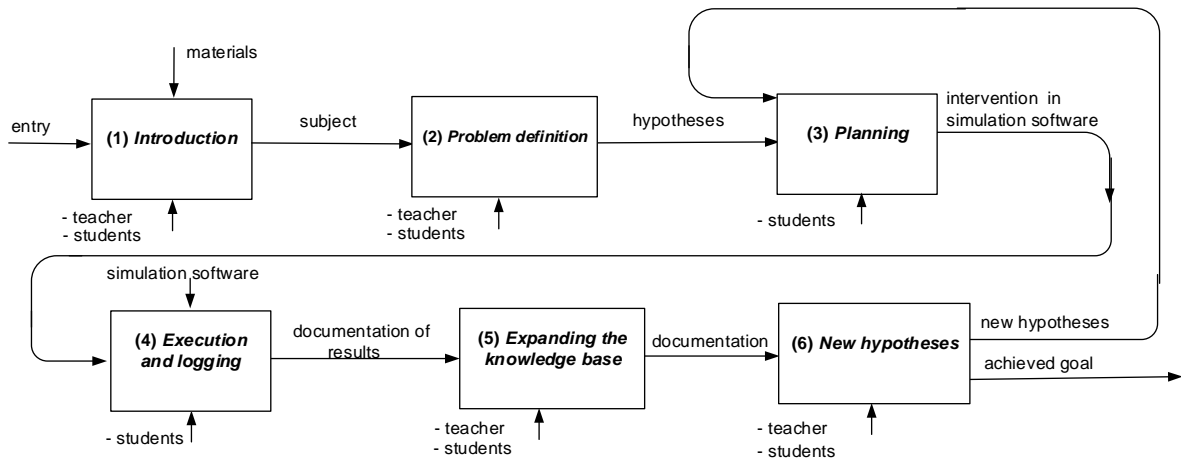 materials
entry
(1) Introduction
subject
(2) Problem definition
hypotheses
(3) Planning
intervention in
simulation software
- teacher
- students
- teacher
- students
- students
simulation software
(4) Execution
and logging
documentation of
results
(5) Expanding the
knowledge base
documentation
(6) New hypotheses
new hypotheses
achieved goal
- students
- teacher
- students
- teacher
- students